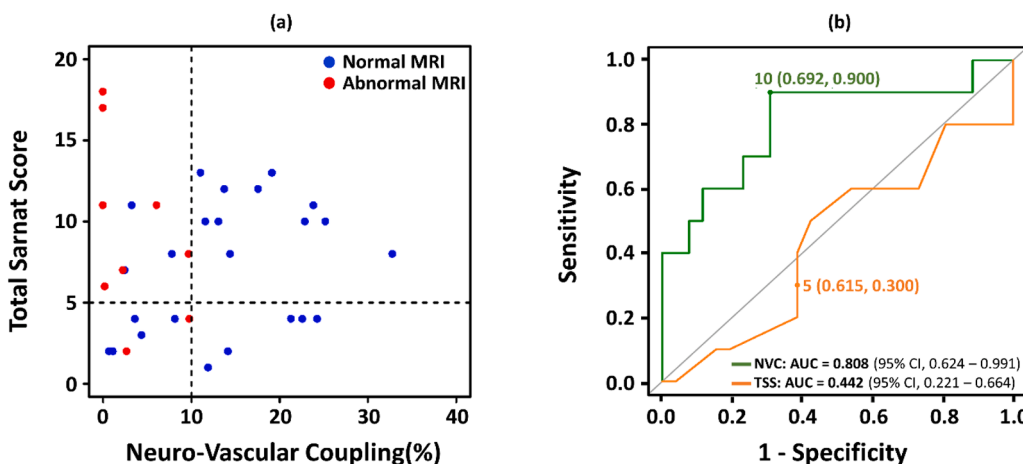 (a)
Total Sarnat Score
20
15
10
5
0
Normal MRI
Abnormal MRI
0
10
20
30
40
Neuro-Vascular Coupling(%)
(b)
Sensitivity
1.0
0.8
0.6
0.4
0.2
0.0
10 (0.692, 0.900)
5 (0.615, 0.300)
NVC: AUC = 0.808 (95% CI, 0.624 – 0.991)
TSS: AUC = 0.442 (95% CI, 0.221 – 0.664)
0.0
0.2
0.4
0.6
0.8
1.0
1 - Specificity